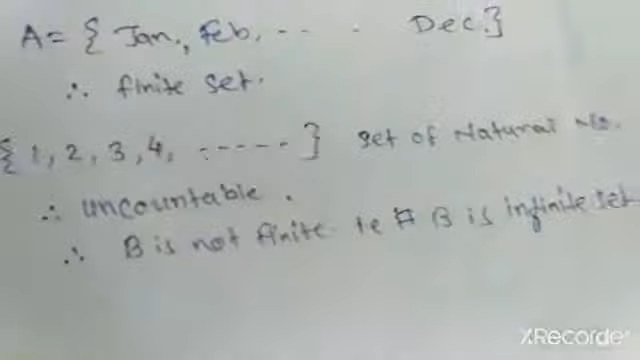 A = { Jan., Feb, - - - . Dec.}
∴ finite set.
{ 1, 2, 3, 4, ------ } set of Natural no.
∴ uncountable.
∴ B is not finite ie B is infinite set
XRecorder